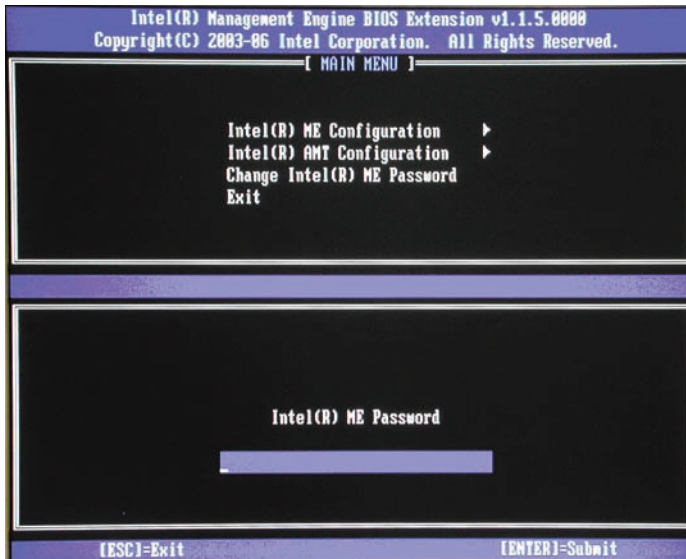 Intel(R) Management Engine BIOS Extension v1.1.5.0000
Copyright(C) 2003-06 Intel Corporation. All Rights Reserved.
[ MAIN MENU ]
Intel(R) ME Configuration
Intel(R) AMT Configuration
Change Intel(R) ME Password
Exit
Intel(R) ME Password
[ESC]=Exit [ENTER]=Submit